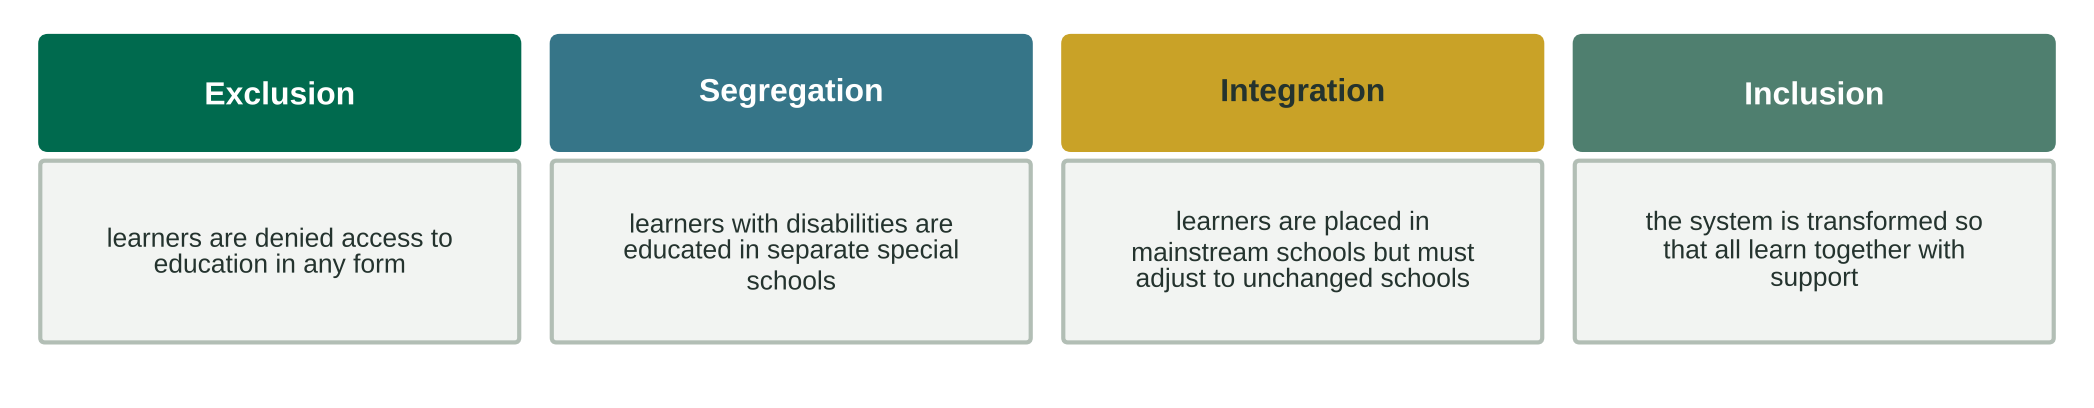 Exclusion
learners are denied access to
education in any form
Segregation
learners with disabilities are
educated in separate special
schools
Integration
learners are placed in
mainstream schools but must
adjust to unchanged schools
Inclusion
the system is transformed so
that all learn together with
support